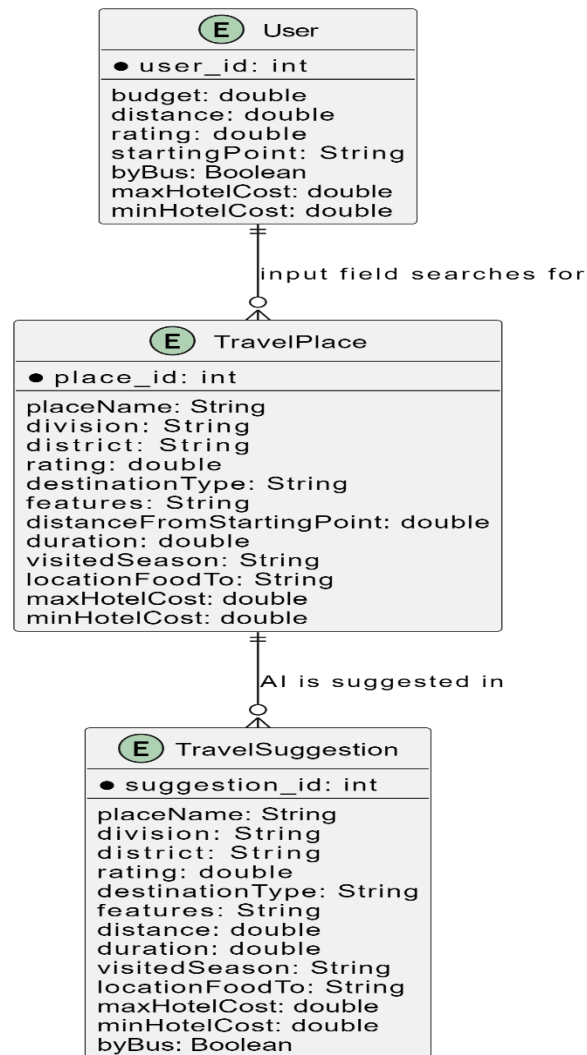 E User
● user_id: int
budget: double
distance: double
rating: double
startingPoint: String
byBus: Boolean
maxHotelCost: double
minHotelCost: double
input field searches for
E TravelPlace
● place_id: int
placeName: String
division: String
district: String
rating: double
destinationType: String
features: String
distanceFromStartingPoint: double
duration: double
visitedSeason: String
locationFoodTo: String
maxHotelCost: double
minHotelCost: double
AI is suggested in
E TravelSuggestion
● suggestion_id: int
placeName: String
division: String
district: String
rating: double
destinationType: String
features: String
distance: double
duration: double
visitedSeason: String
locationFoodTo: String
maxHotelCost: double
minHotelCost: double
byBus: Boolean